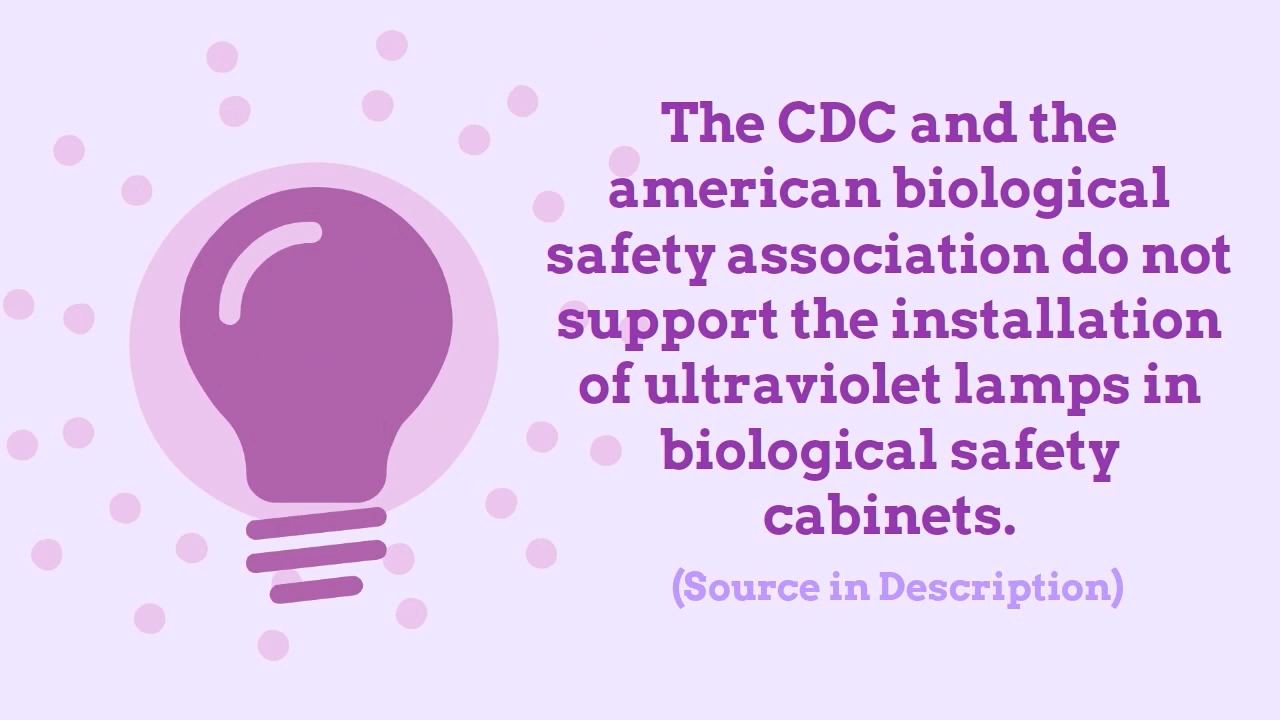 The CDC and the
american biological
safety association do not
support the installation
of ultraviolet lamps in
biological safety
cabinets.
(Source in Description)